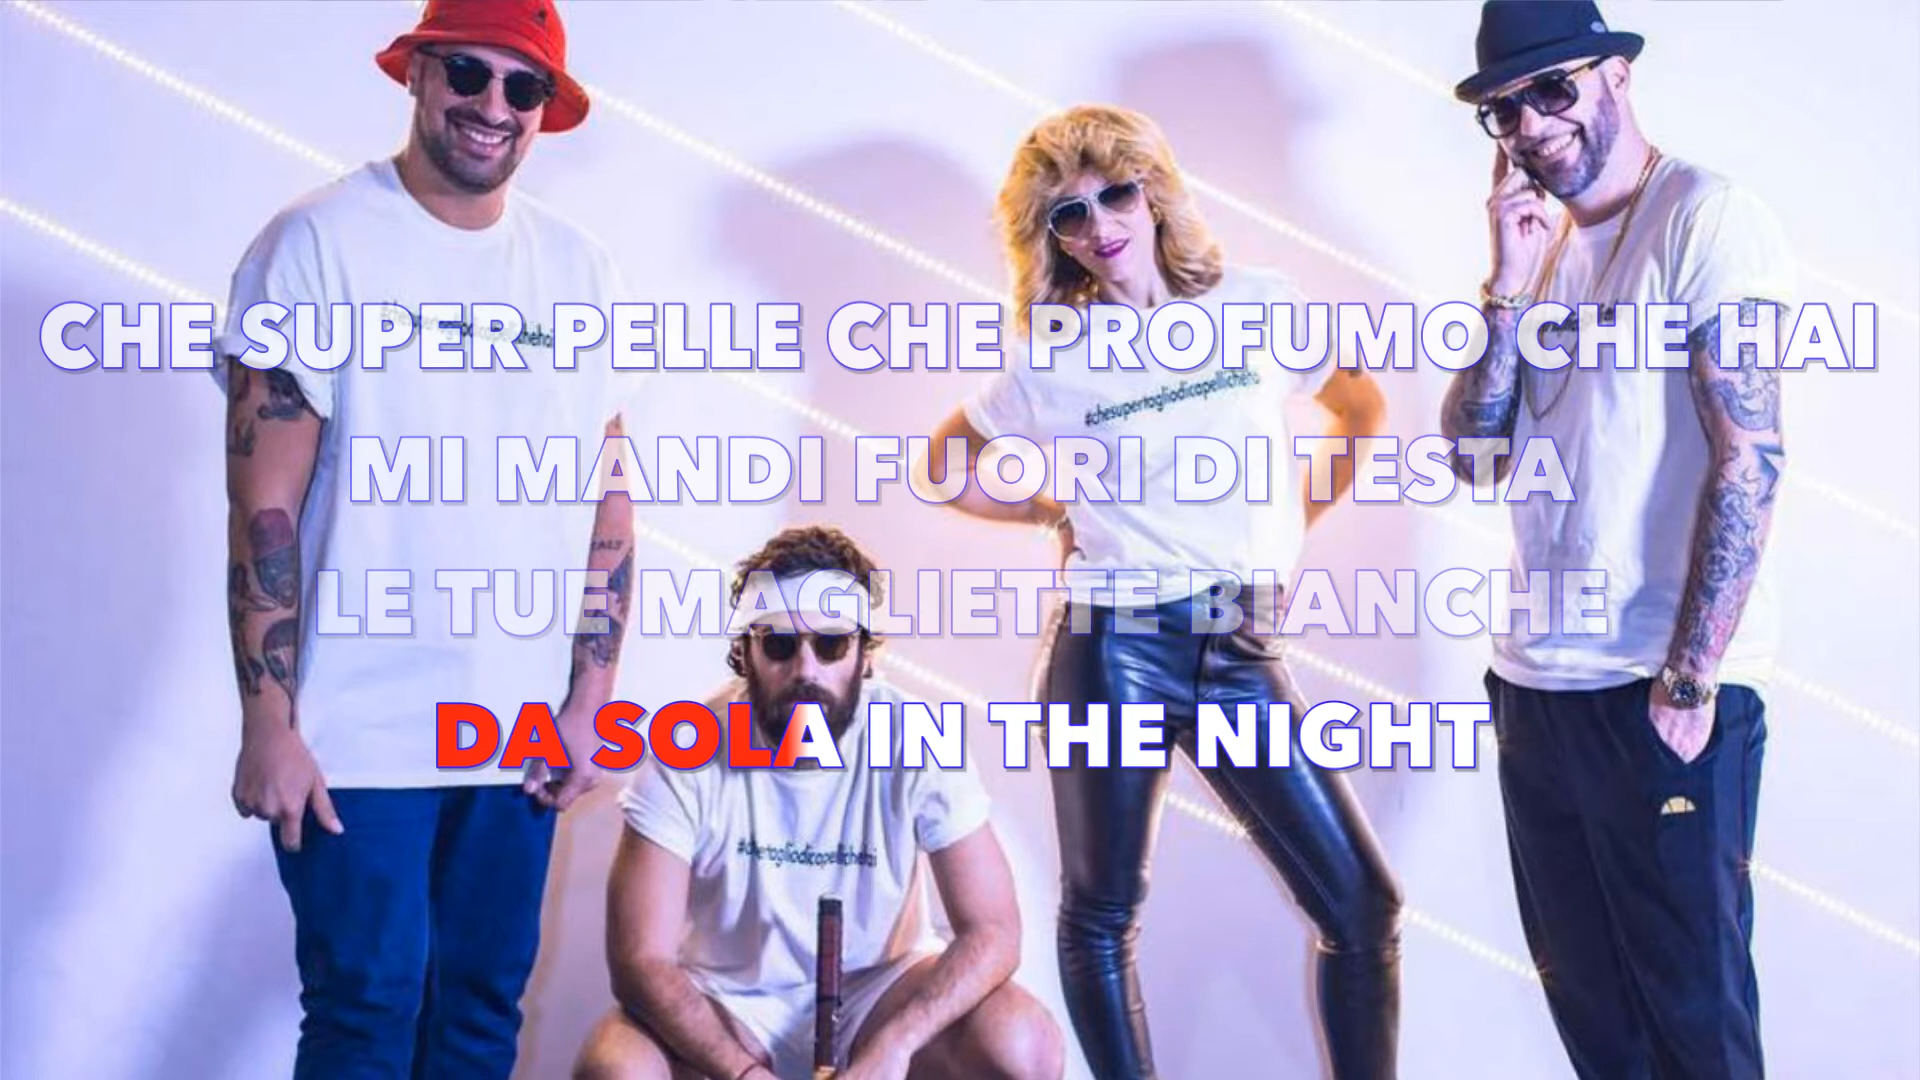 CHE SUPER PELLE CHE PROFUMO CHE HAI
MI MANDI FUORI DI TESTA
LE TUE MAGLIETTE BIANCHE
DA SOLA IN THE NIGHT
#chesupertagliodicapelliche